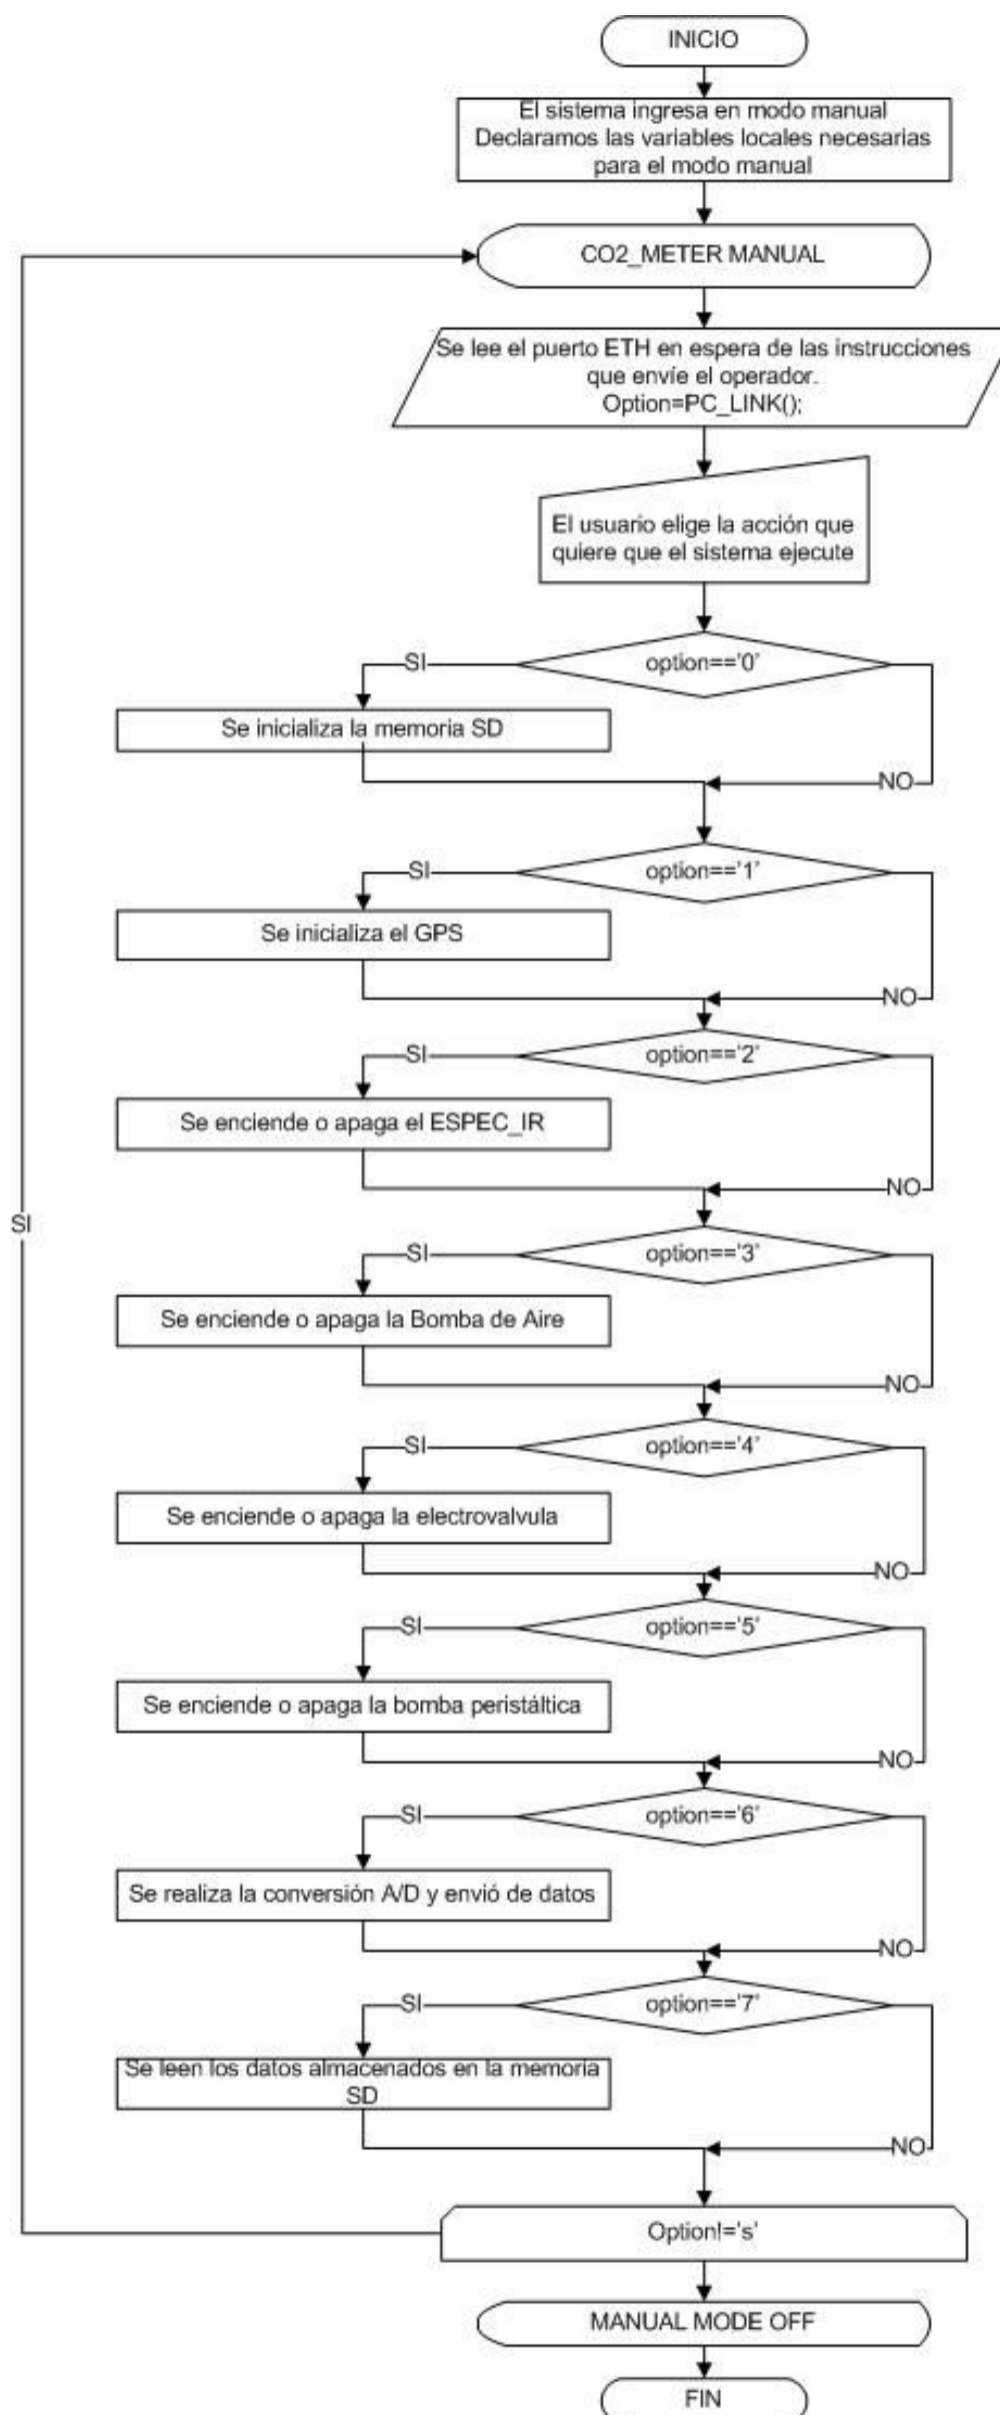 INICIO
El sistema ingresa en modo manual
Declaramos las variables locales necesarias
para el modo manual
CO2_METER MANUAL
Se lee el puerto ETH en espera de las instrucciones
que envíe el operador.
Option=PC_LINK();
El usuario elige la acción que
quiere que el sistema ejecute
SI
option=='0'
Se inicializa la memoria SD
NO
SI
option=='1'
Se inicializa el GPS
NO
SI
option=='2'
Se enciende o apaga el ESPEC_IR
NO
SI
SI
option=='3'
Se enciende o apaga la Bomba de Aire
NO
SI
option=='4'
Se enciende o apaga la electrovalvula
NO
SI
option=='5'
Se enciende o apaga la bomba peristáltica
NO
SI
option=='6'
Se realiza la conversión A/D y envió de datos
NO
SI
option=='7'
Se leen los datos almacenados en la memoria
SD
NO
Option!='s'
MANUAL MODE OFF
FIN